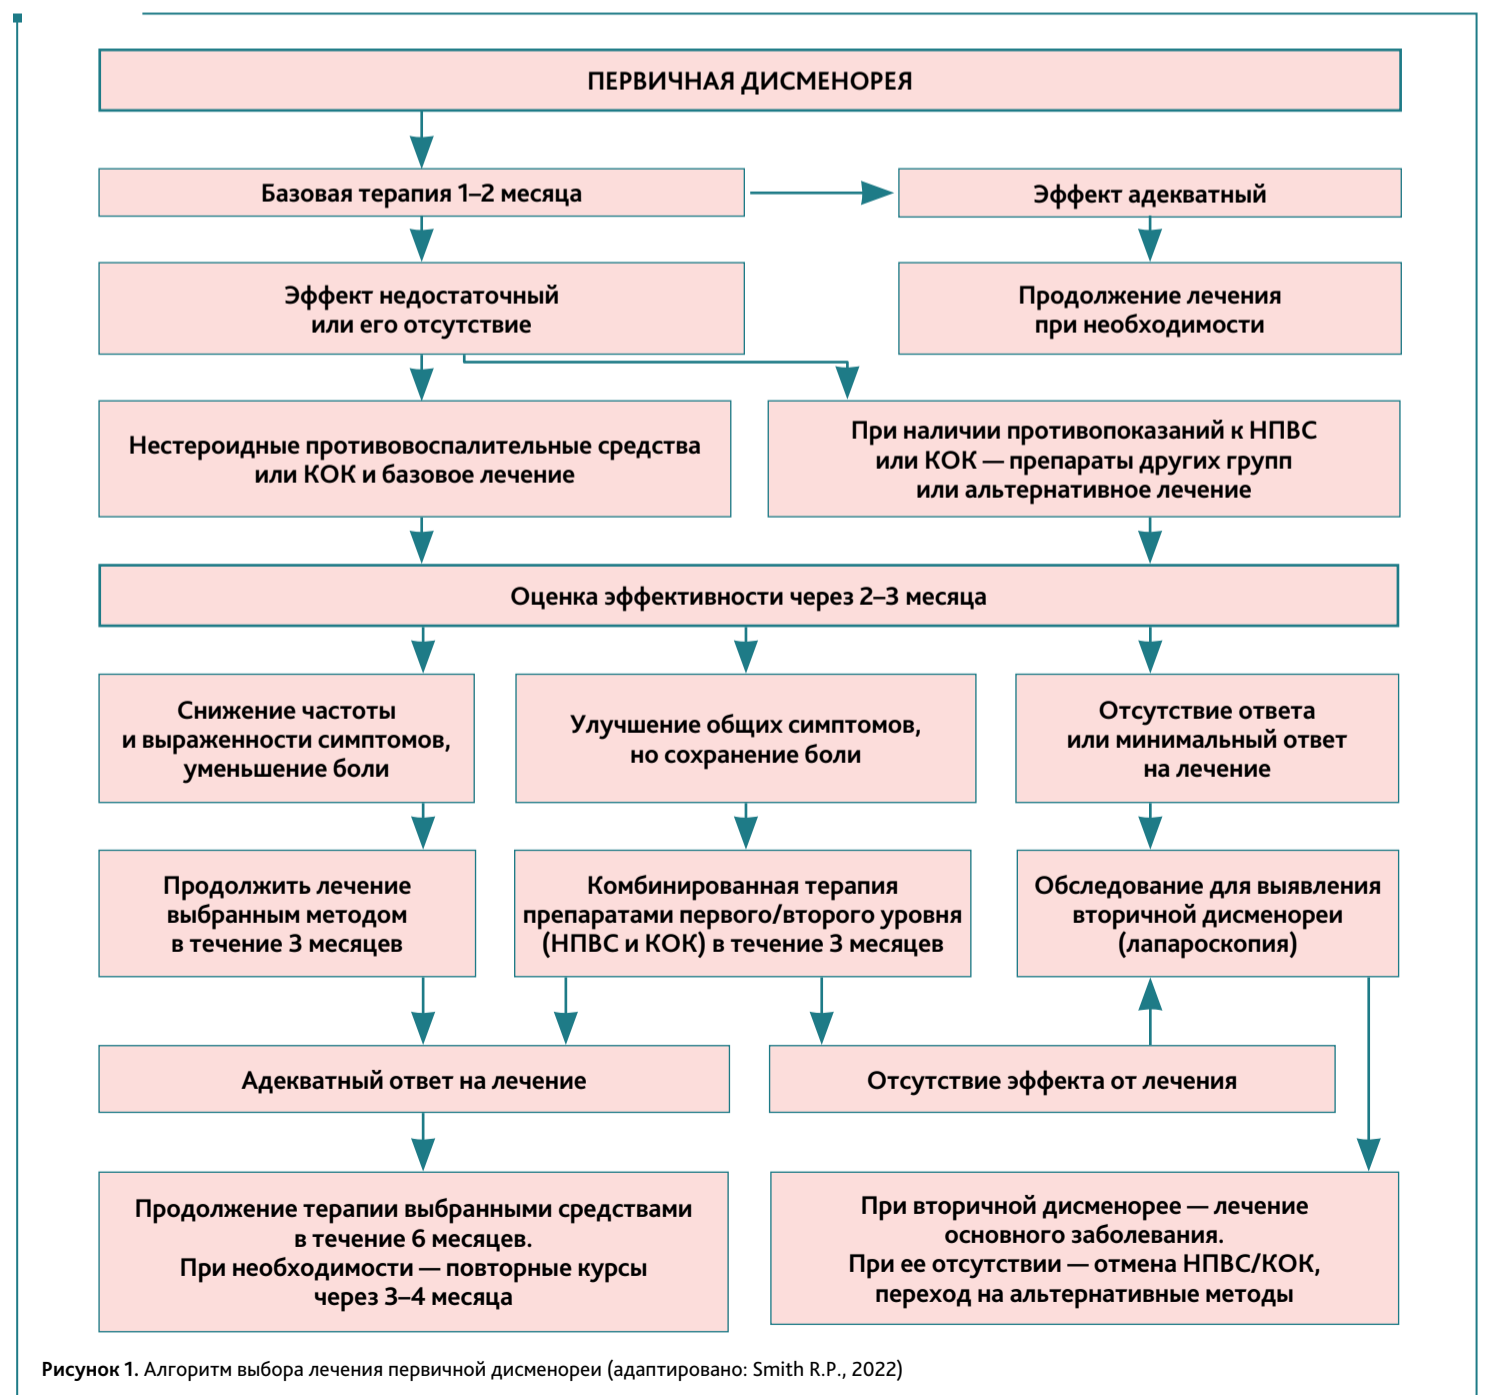 ПЕРВИЧНАЯ ДИСМЕНОРЕЯ
Базовая терапия 1–2 месяца
Эффект адекватный
Эффект недостаточный
или его отсутствие
Продолжение лечения
при необходимости
Нестероидные противовоспалительные средства
или КОК и базовое лечение
При наличии противопоказаний к НПВС
или КОК — препараты других групп
или альтернативное лечение
Оценка эффективности через 2–3 месяца
Снижение частоты
и выраженности симптомов,
уменьшение боли
Улучшение общих симптомов,
но сохранение боли
Отсутствие ответа
или минимальный ответ
на лечение
Продолжить лечение
выбранным методом
в течение 3 месяцев
Комбинированная терапия
препаратами первого/второго уровня
(НПВС и КОК) в течение 3 месяцев
Обследование для выявления
вторичной дисменореи
(лапароскопия)
Адекватный ответ на лечение
Отсутствие эффекта от лечения
Продолжение терапии выбранными средствами
в течение 6 месяцев.
При необходимости — повторные курсы
через 3–4 месяца
При вторичной дисменорее — лечение
основного заболевания.
При ее отсутствии — отмена НПВС/КОК,
переход на альтернативные методы
Рисунок 1. Алгоритм выбора лечения первичной дисменореи (адаптировано: Smith R.P., 2022)